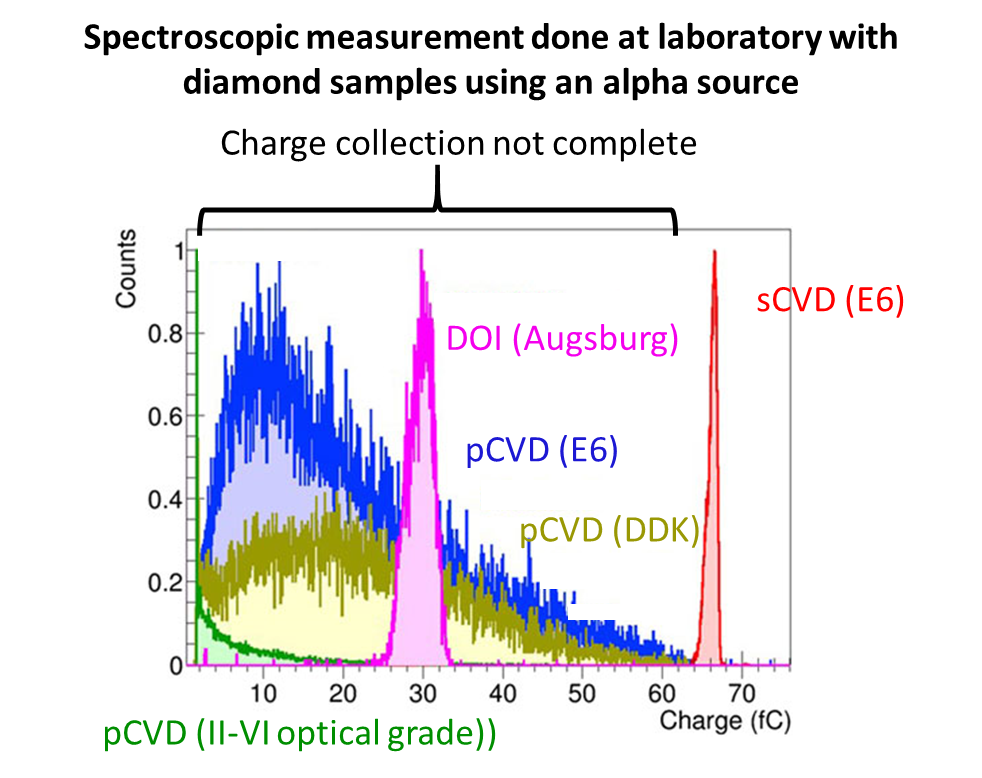 Spectroscopic measurement done at laboratory with
diamond samples using an alpha source
Charge collection not complete
Counts
1
0.8
0.6
0.4
0.2
0
sCVD (E6)
DOI (Augsburg)
pCVD (E6)
pCVD (DDK)
10 20 30 40 50 60 70
Charge (fC)
pCVD (II-VI optical grade))